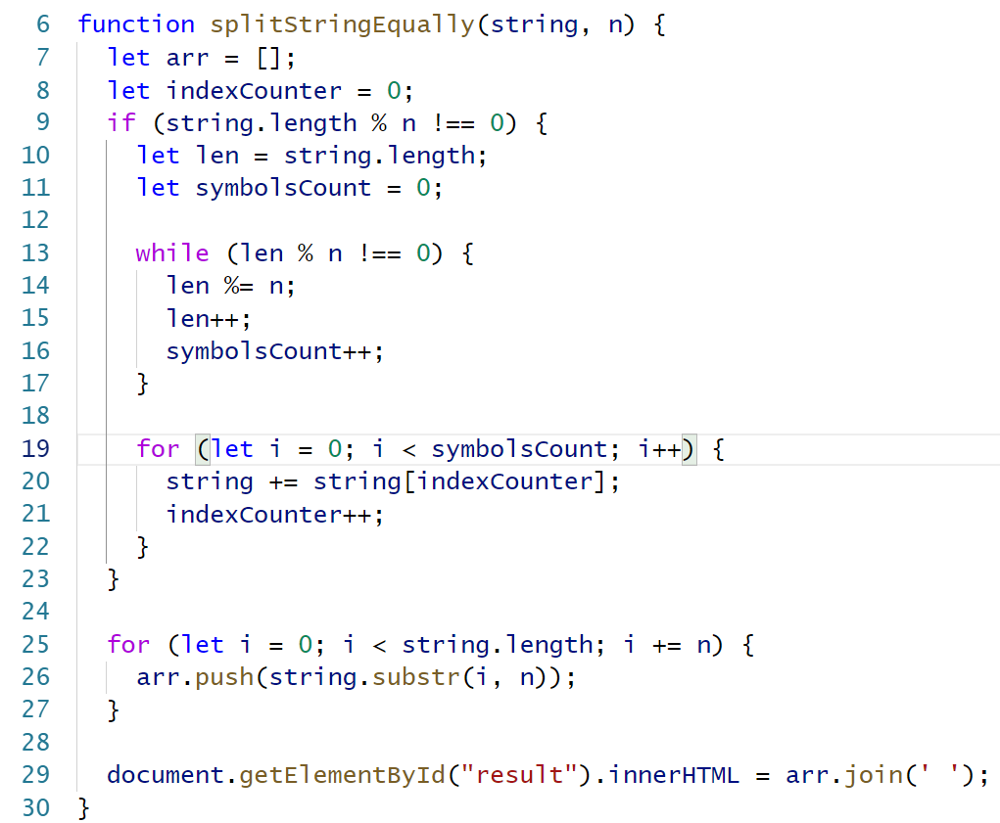 6 function splitStringEqually(string, n) {
7   let arr = [];
8   let indexCounter = 0;
9   if (string.length % n !== 0) {
10     let len = string.length;
11     let symbolsCount = 0;
12
13     while (len % n !== 0) {
14       len %= n;
15       len++;
16       symbolsCount++;
17     }
18
19     for (let i = 0; i < symbolsCount; i++) {
20       string += string[indexCounter];
21       indexCounter++;
22     }
23   }
24
25   for (let i = 0; i < string.length; i += n) {
26     arr.push(string.substr(i, n));
27   }
28
29   document.getElementById("result").innerHTML = arr.join(' ');
30 }